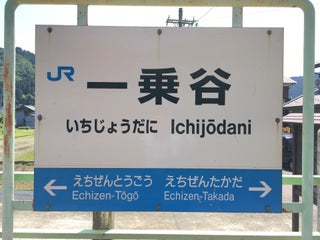 JR 一乗谷
いちじょうだに Ichijōdani
えちぜんとうごう えちぜんたかだ
Echizen-Tōgō Echizen-Takada